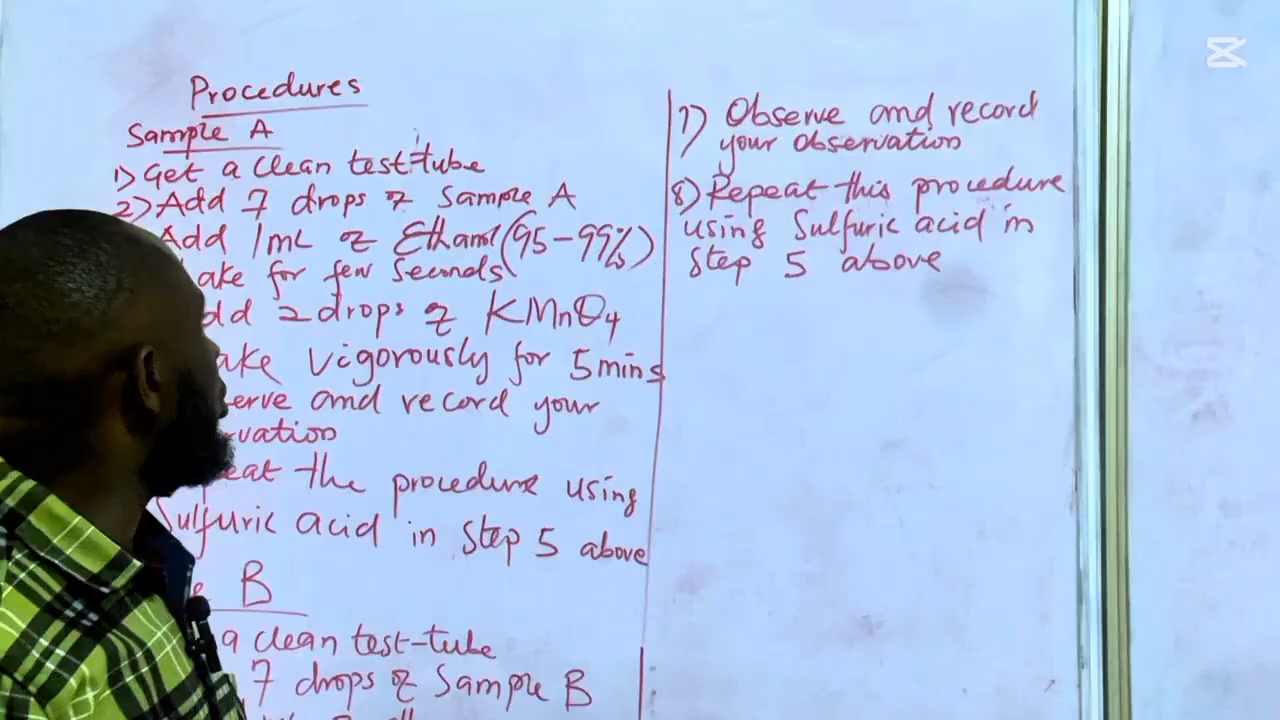 Procedures
Sample A
1) Get a clean test-tube
2) Add 7 drops of Sample A
Add 1mL of Ethanol (95-99%)
ake for few Seconds
dd 2 drops of KMnO4
ake vigorously for 5mins
erve and record your
vation
eat the procedure using
Sulfuric acid in Step 5 above
e B
a clean test-tube
7 drops of Sample B
7) Observe and record
your observation
8) Repeat this procedure
using Sulfuric acid in
Step 5 above